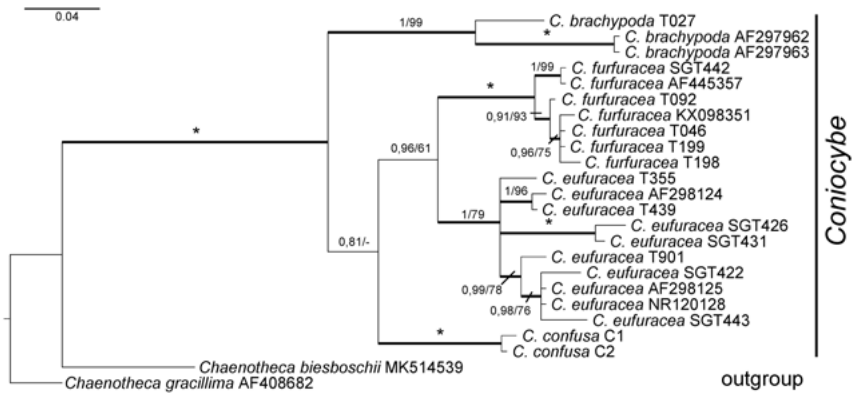 0.04
1/99
C. brachypoda T027
*
C. brachypoda AF297962
C. brachypoda AF297963
1/99
C. furfuracea SGT442
C. furfuracea AF445357
*
C. furfuracea T092
0,91/93
C. furfuracea KX098351
C. furfuracea T046
*
0,96/75
C. furfuracea T199
0,96/61
C. furfuracea T198
C. eufuracea T355
1/96
C. eufuracea AF298124
C. eufuracea T439
1/79
*
C. eufuracea SGT426
0,81/-
C. eufuracea SGT431
C. eufuracea T901
C. eufuracea SGT422
0,99/78
C. eufuracea AF298125
C. eufuracea NR120128
0,98/76
C. eufuracea SGT443
*
C. confusa C1
C. confusa C2
Coniocybe
Chaenotheca biesboschii MK514539
Chaenotheca gracillima AF408682
outgroup